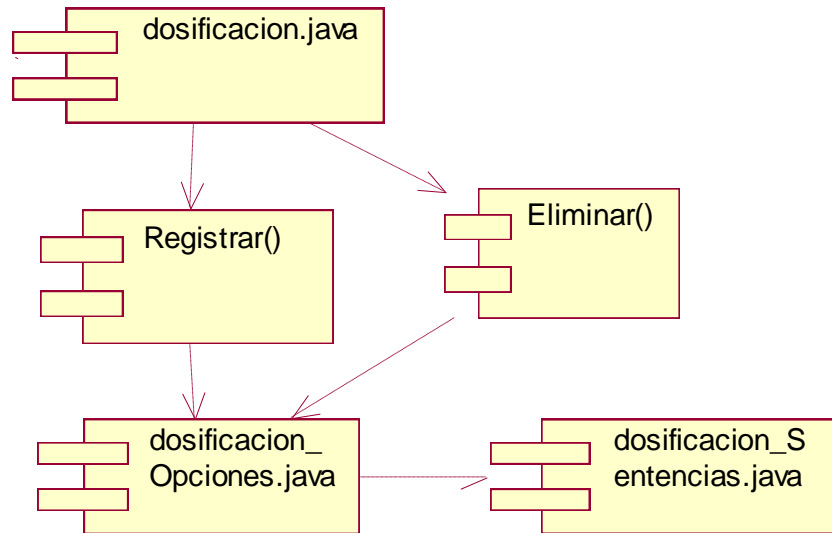 dosificacion.java
Registrar()
Eliminar()
dosificacion_
Opciones.java
dosificacion_S
entencias.java